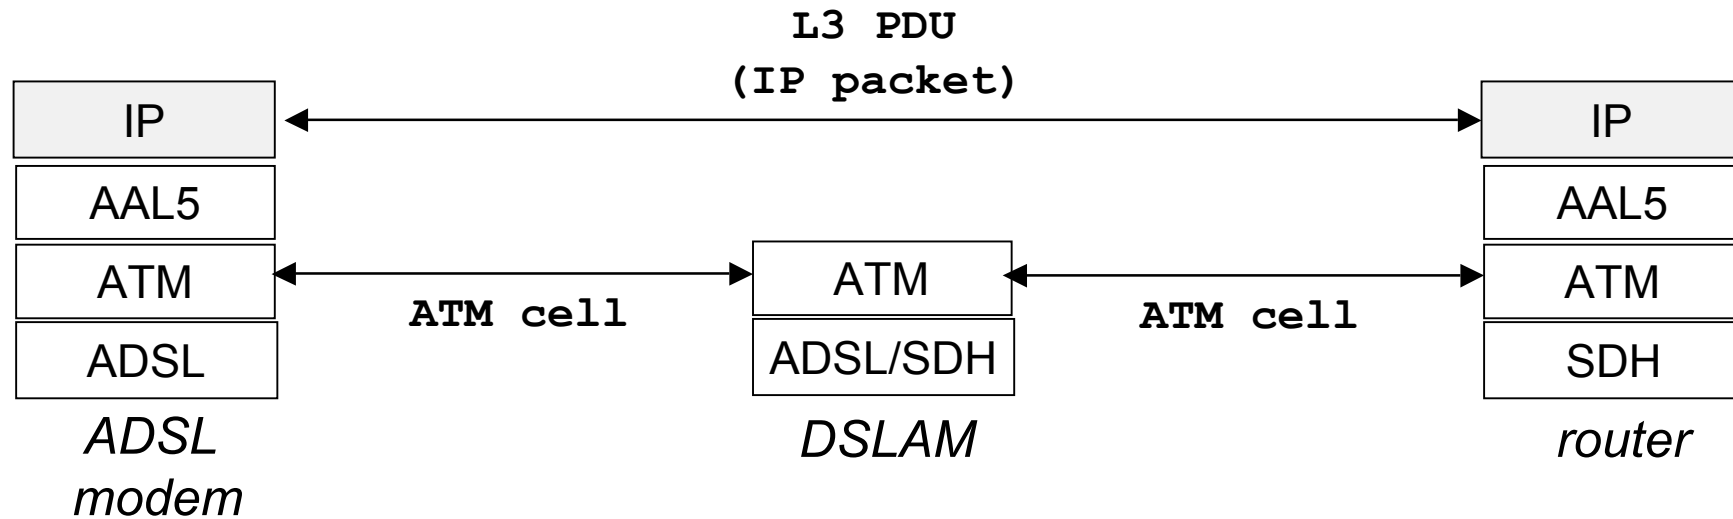 L3 PDU
(IP packet)
IP
IP
AAL5
AAL5
ATM
ATM cell
ATM
ATM cell
ATM
ADSL
ADSL/SDH
SDH
ADSL
modem
DSLAM
router